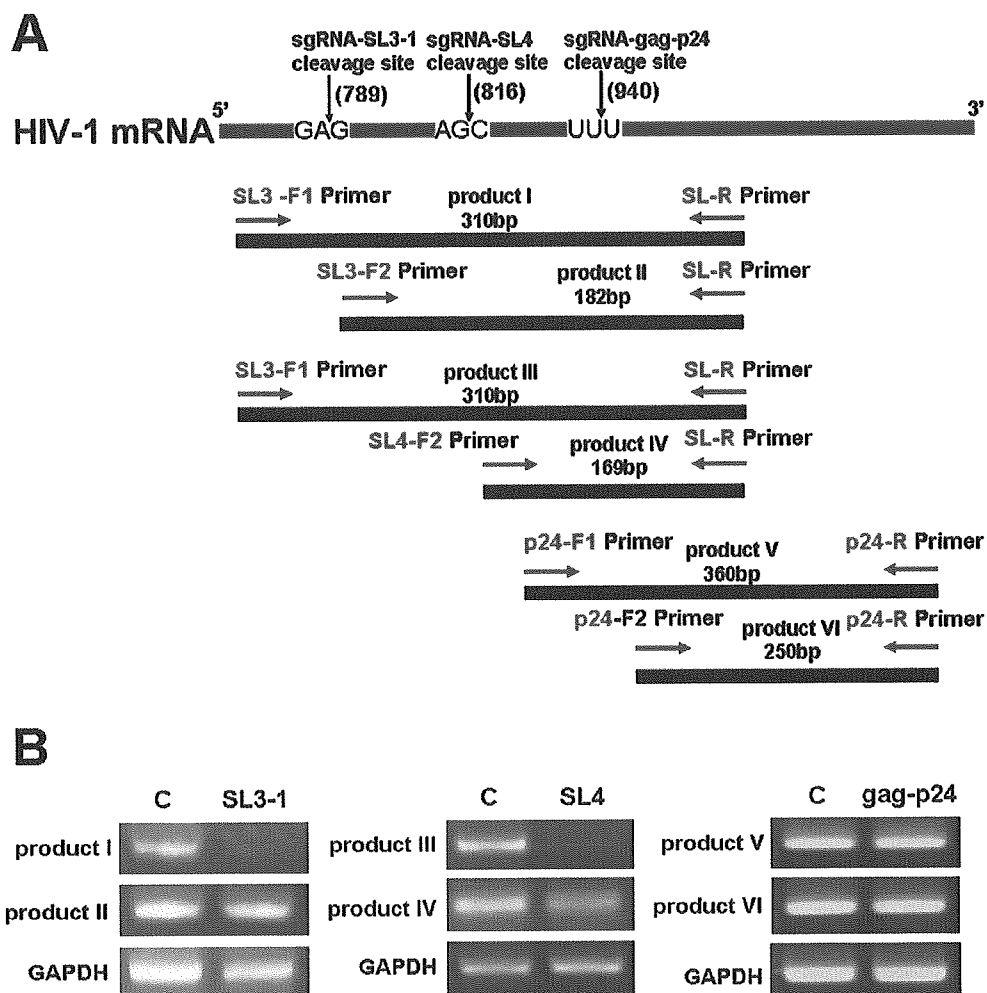 A
sgRNA-SL3-1 sgRNA-SL4 sgRNA-gag-p24
cleavage site cleavage site cleavage site
(789) (816) (940)
5' 3'
HIV-1 mRNA GAG AGC UUU
SL3 -F1 Primer product I SL-R Primer
310bp
SL3-F2 Primer product II SL-R Primer
182bp
SL3-F1 Primer product III SL-R Primer
310bp
SL4-F2 Primer product IV SL-R Primer
169bp
p24-F1 Primer product V p24-R Primer
360bp
p24-F2 Primer product VI p24-R Primer
250bp
B
C SL3-1 C SL4 C gag-p24
product I product III product V
product II product IV product VI
GAPDH GAPDH GAPDH